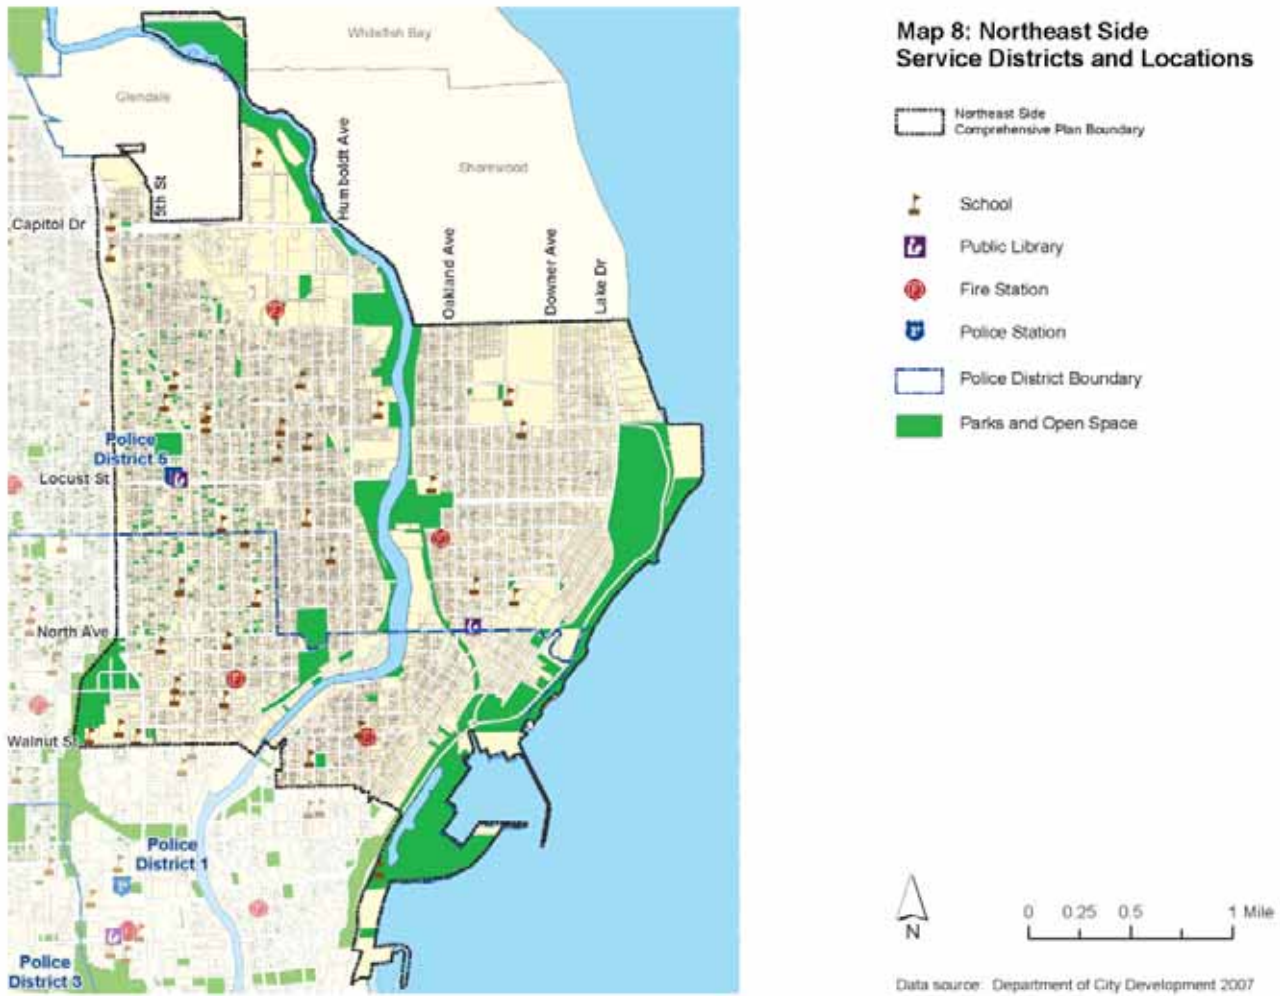 Map 8: Northeast Side
Service Districts and Locations
Northeast Side
Comprehensive Plan Boundary
School
Public Library
Fire Station
Police Station
Police District Boundary
Parks and Open Space
Whitefish Bay
Glendale
Shorewood
Humboldt Ave
5th St
Capitol Dr
Oakland Ave
Downer Ave
Lake Dr
Police
District 5
Locust St
North Ave
Walnut St
Police
District 1
Police
District 3
N
0 0.25 0.5 1 Mile
Data source: Department of City Development 2007